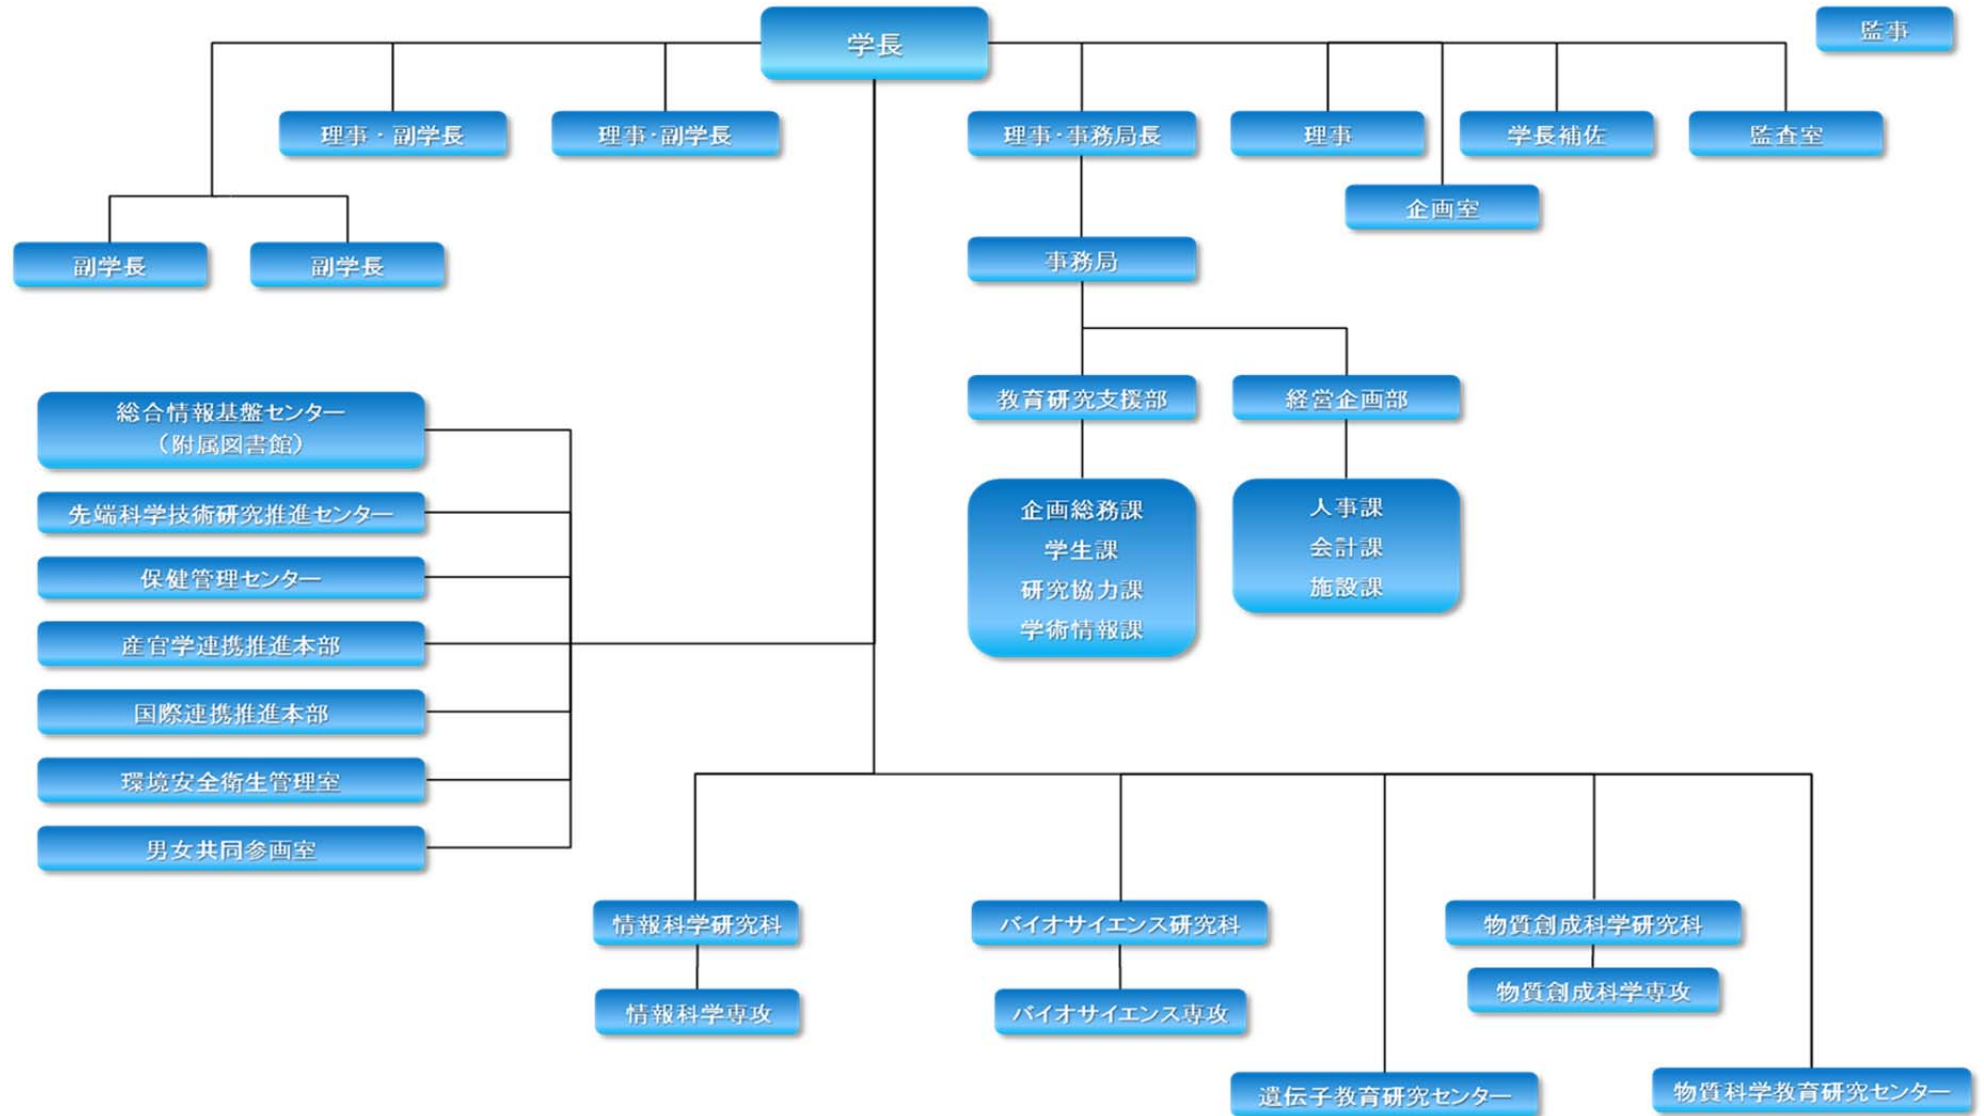 学長
監事
理事・副学長
理事・副学長
理事・事務局長
理事
学長補佐
監査室
企画室
副学長
副学長
事務局
教育研究支援部
経営企画部
企画総務課
学生課
研究協力課
学術情報課
人事課
会計課
施設課
総合情報基盤センター
（附属図書館）
先端科学技術研究推進センター
保健管理センター
産官学連携推進本部
国際連携推進本部
環境安全衛生管理室
男女共同参画室
情報科学研究科
バイオサイエンス研究科
物質創成科学研究科
情報科学専攻
バイオサイエンス専攻
物質創成科学専攻
遺伝子教育研究センター
物質科学教育研究センター